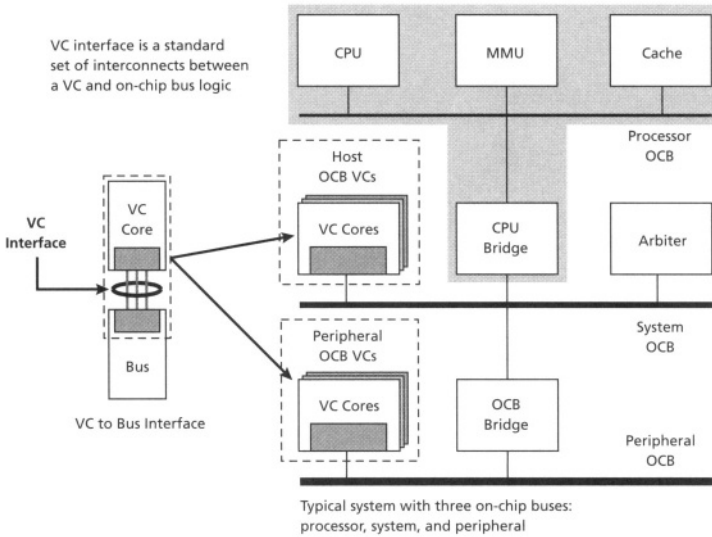 VC interface is a standard
set of interconnects between
a VC and on-chip bus logic
CPU
MMU
Cache
Processor
OCB
Host
OCB VCs
VC Cores
VC
Core
VC
Interface
CPU
Bridge
Arbiter
System
OCB
Peripheral
OCB VCs
VC Cores
Bus
VC to Bus Interface
OCB
Bridge
Peripheral
OCB
Typical system with three on-chip buses:
processor, system, and peripheral